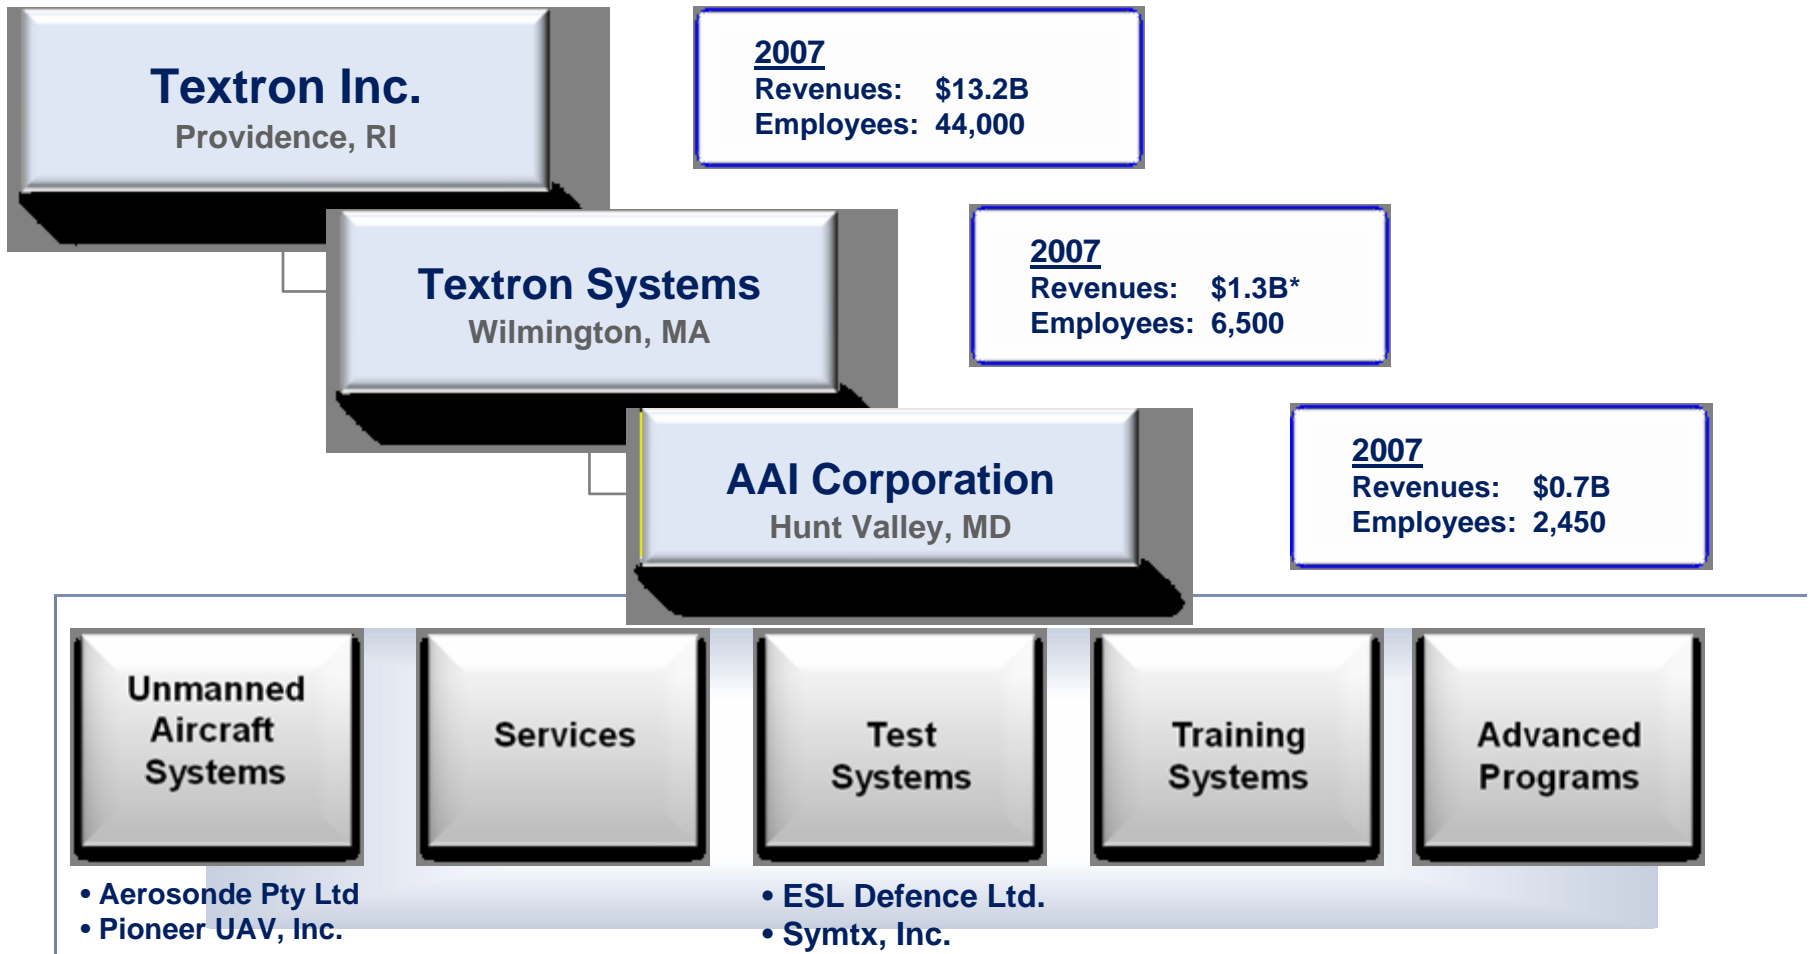 Textron Inc.
Providence, RI
2007
Revenues: $13.2B
Employees: 44,000
Textron Systems
Wilmington, MA
2007
Revenues: $1.3B*
Employees: 6,500
AAI Corporation
Hunt Valley, MD
2007
Revenues: $0.7B
Employees: 2,450
Unmanned
Aircraft
Systems
Services
Test
Systems
Training
Systems
Advanced
Programs
• Aerosonde Pty Ltd
• Pioneer UAV, Inc.
• ESL Defence Ltd.
• Symtx, Inc.